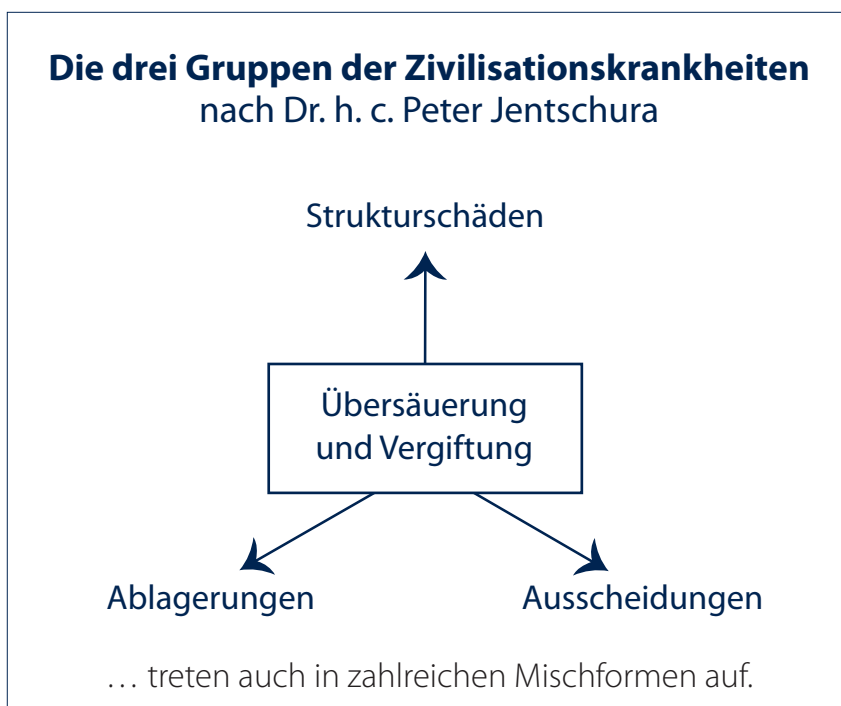 Die drei Gruppen der Zivilisationskrankheiten
nach Dr. h. c. Peter Jentschura
Strukturschäden
Übersäuerung
und Vergiftung
Ablagerungen
Ausscheidungen
… treten auch in zahlreichen Mischformen auf.